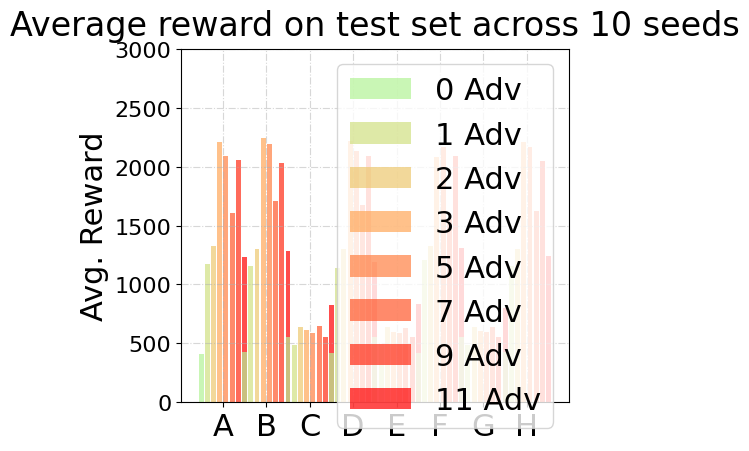 Average reward on test set across 10 seeds
Avg. Reward
3000
2500
2000
1500
1000
500
0
A B C D E F G H
0 Adv
1 Adv
2 Adv
3 Adv
5 Adv
7 Adv
9 Adv
11 Adv